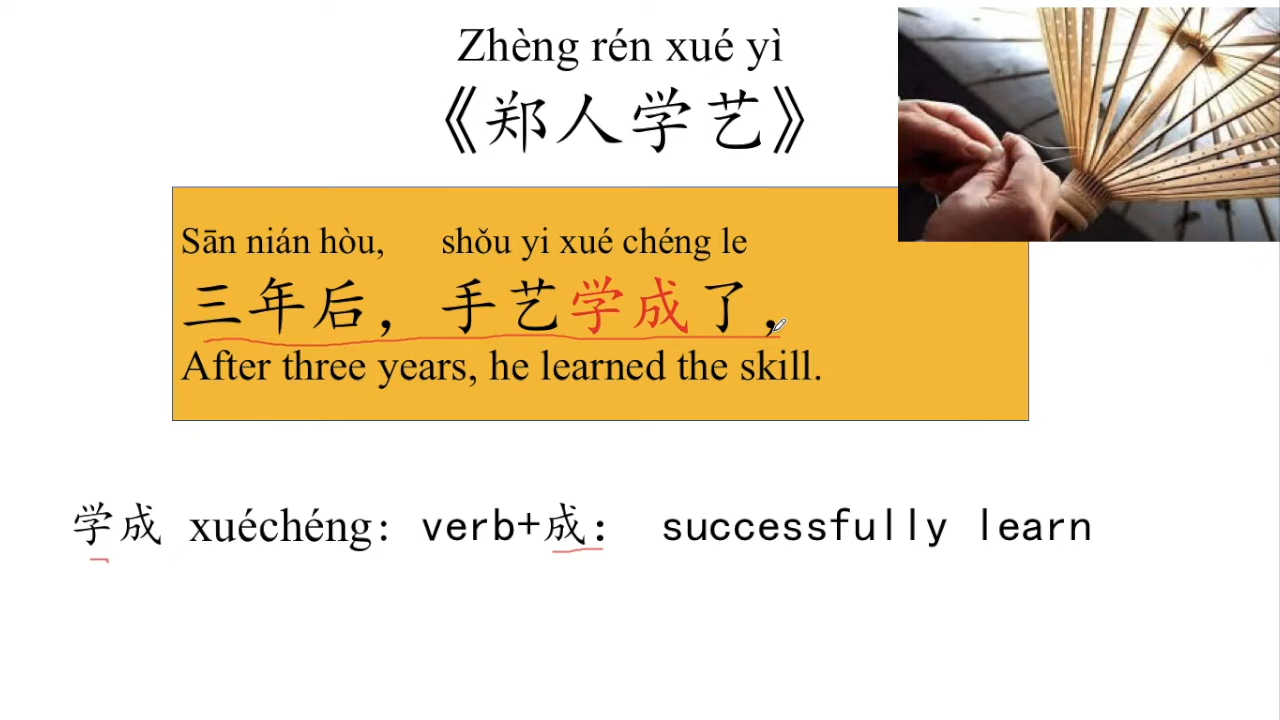 Zhèng rén xué yì
《郑人学艺》
Sān nián hòu, shǒu yi xué chéng le
三年后，手艺学成了，
After three years, he learned the skill.
学成 xuéchéng: verb+成： successfully learn